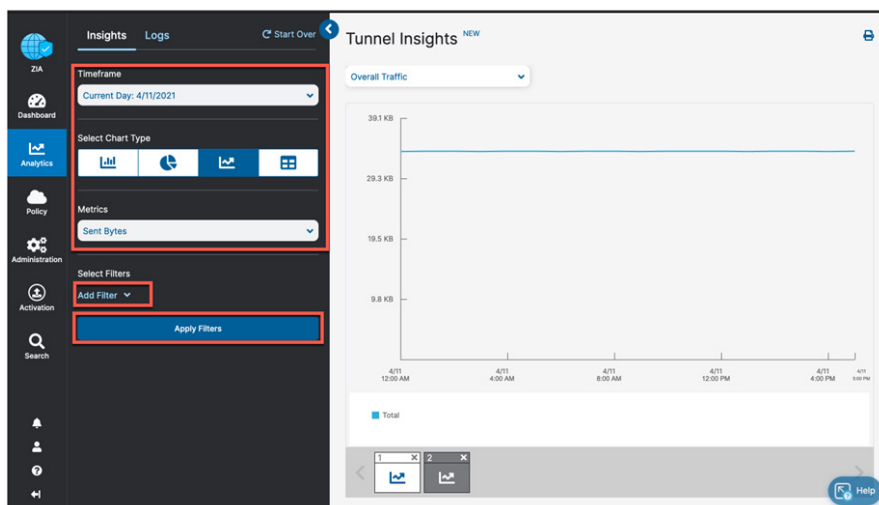 ZIA
Dashboard
Analytics
Policy
Administration
Activation
Search
Insights Logs Start Over
Timeframe
Current Day: 4/11/2021
Select Chart Type
Metrics
Sent Bytes
Select Filters
Add Filter
Apply Filters
Tunnel Insights NEW
Overall Traffic
39.1 KB
29.3 KB
19.5 KB
9.8 KB
4/11 4/11 4/11 4/11 4/11 4/11
12:00 AM 4:00 AM 8:00 AM 12:00 PM 4:00 PM
Total
1 2
Help